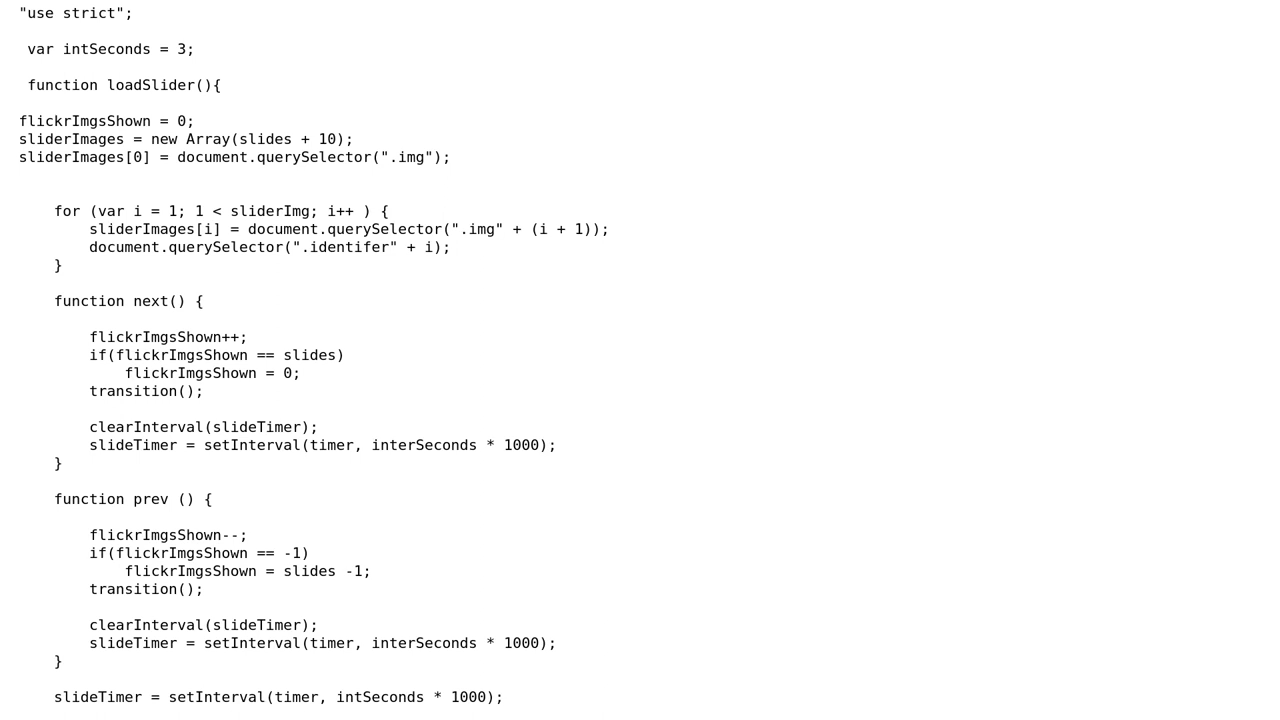 "use strict";
var intSeconds = 3;
function loadSlider(){
flickrImgsShown = 0;
sliderImages = new Array(slides + 10);
sliderImages[0] = document.querySelector(".img");
for (var i = 1; 1 < sliderImg; i++ ) {
sliderImages[i] = document.querySelector(".img" + (i + 1));
document.querySelector(".identifer" + i);
}
function next() {
flickrImgsShown++;
if(flickrImgsShown == slides)
flickrImgsShown = 0;
transition();
clearInterval(slideTimer);
slideTimer = setInterval(timer, interSeconds * 1000);
}
function prev () {
flickrImgsShown--;
if(flickrImgsShown == -1)
flickrImgsShown = slides -1;
transition();
clearInterval(slideTimer);
slideTimer = setInterval(timer, interSeconds * 1000);
}
slideTimer = setInterval(timer, intSeconds * 1000);